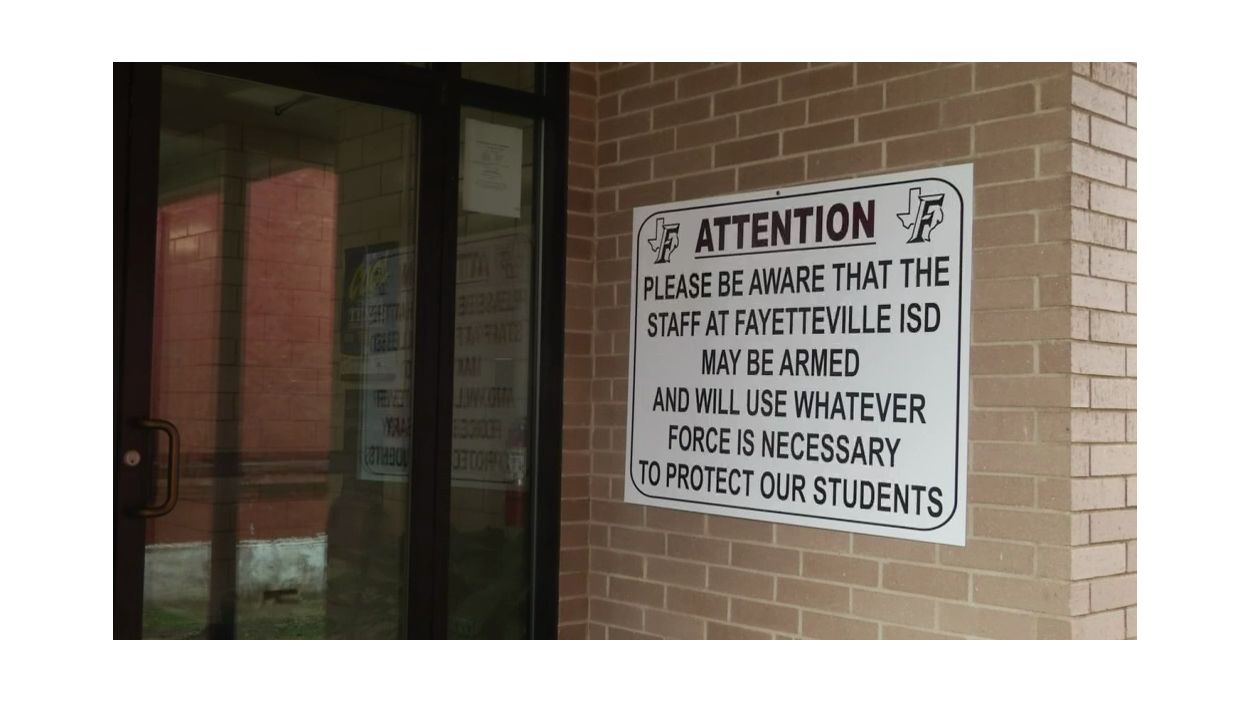 ATTENTION
PLEASE BE AWARE THAT THE
STAFF AT FAYETTEVILLE ISD
MAY BE ARMED
AND WILL USE WHATEVER
FORCE IS NECESSARY
TO PROTECT OUR STUDENTS
F
F